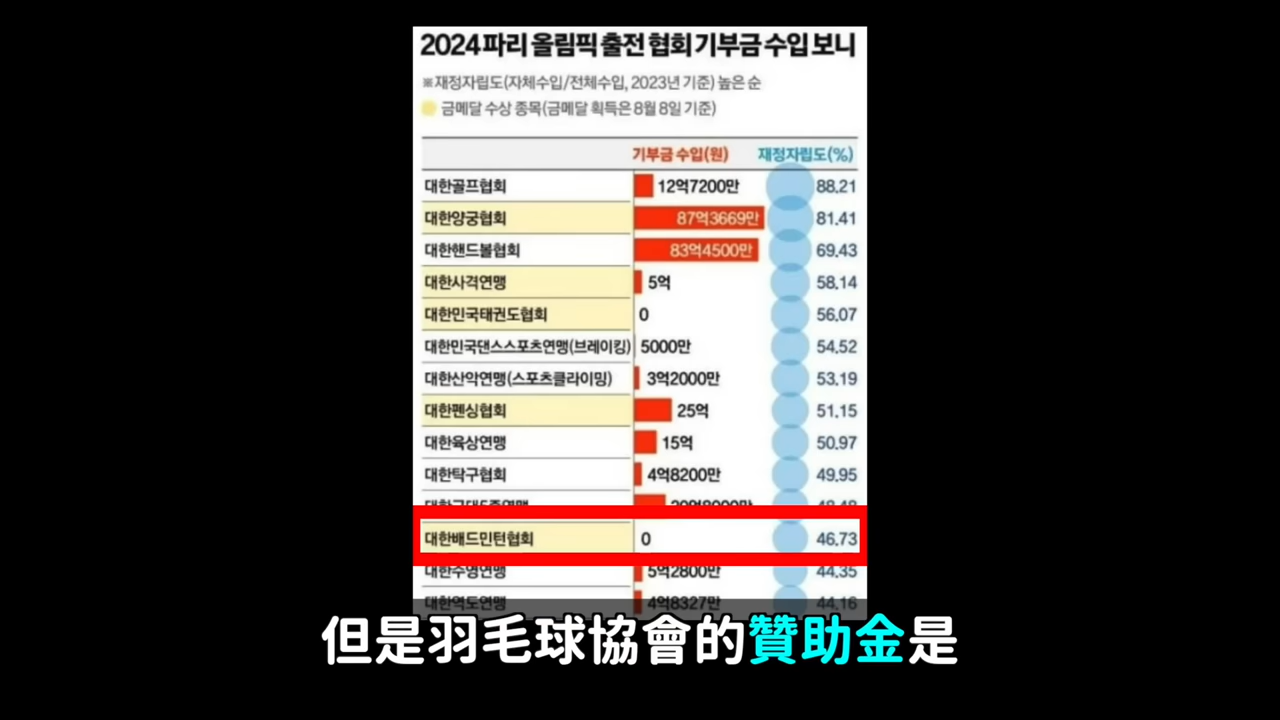 2024 파리 올림픽 출전 협회 기부금 수입 보니
※재정자립도(자체수입/전체수입, 2023년 기준) 높은 순
금메달 수상 종목(금메달 획득은 8월 8일 기준)
기부금 수입(원) 재정자립도(%)
대한골프협회 12억7200만 88.21
대한양궁협회 87억3669만 81.41
대한핸드볼협회 83억4500만 69.43
대한사격연맹 5억 58.14
대한민국태권도협회 0 56.07
대한민국댄스스포츠연맹(브레이킹) 5000만 54.52
대한산악연맹(스포츠클라이밍) 3억2000만 53.19
대한펜싱협회 25억 51.15
대한육상연맹 15억 50.97
대한탁구협회 4억8200만 49.95
대한배드민턴협회 0 46.73
대한수영연맹 5억2800만 44.35
대한역도연맹 4억8327만 44.16
但是羽毛球協會的贊助金是